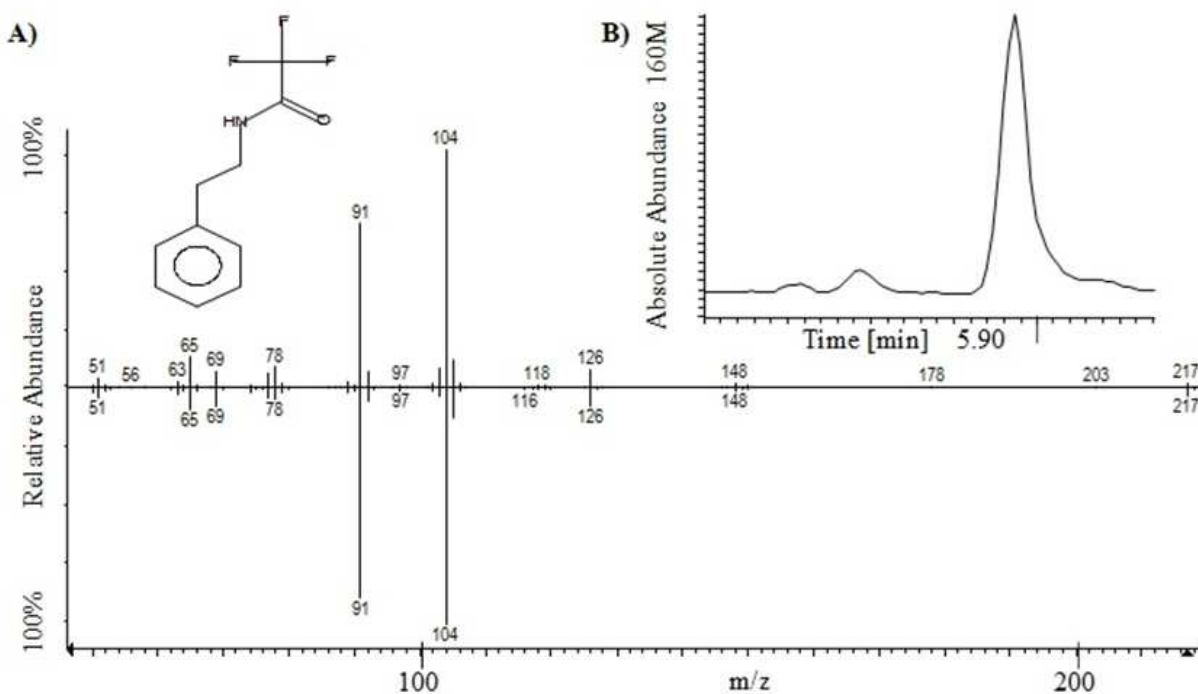 A)
F
F F
HN O
B)
Absolute Abundance 160M
Time [min] 5.90
100%
Relative Abundance
100%
104
91
65 69 78
51 56 63 97 118 126 148 178 203 217
51 65 69 78 97 116 126 148 217
91
104
100 m/z 200